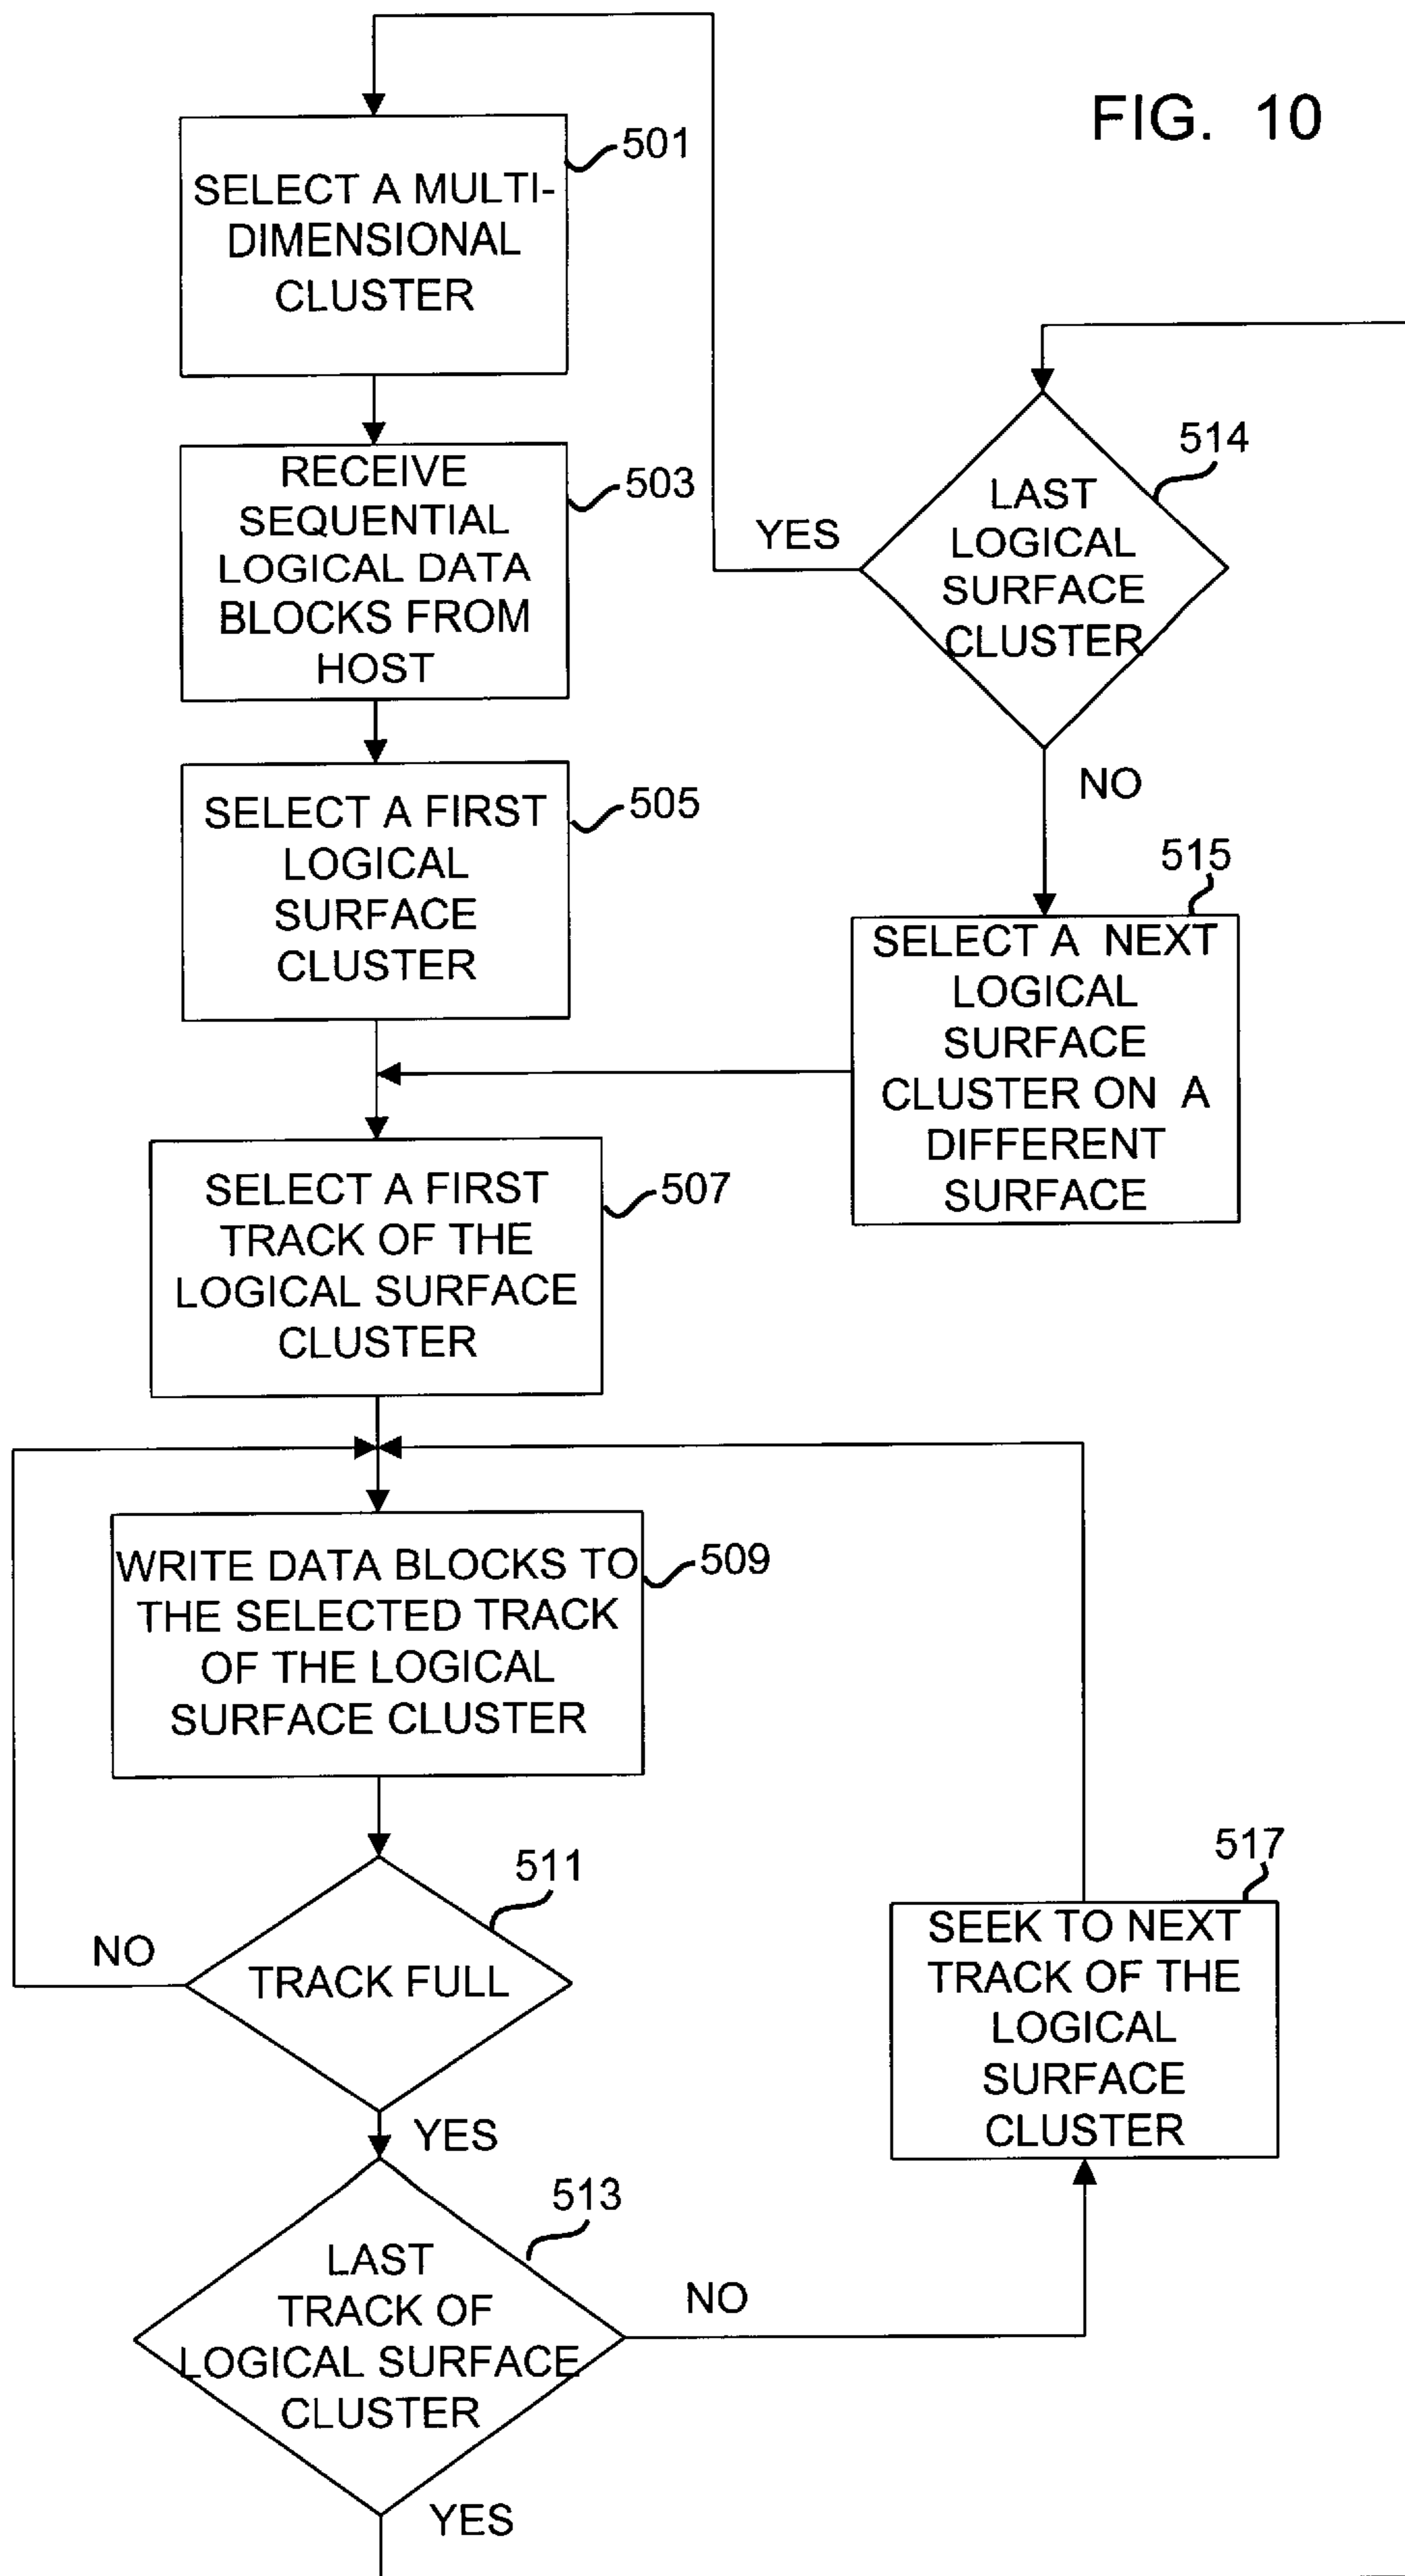 FIG. 10
501
SELECT A MULTI-
DIMENSIONAL
CLUSTER
503
RECEIVE
SEQUENTIAL
LOGICAL DATA
BLOCKS FROM
HOST
505
SELECT A FIRST
LOGICAL
SURFACE
CLUSTER
514
LAST
LOGICAL
SURFACE
CLUSTER
YES
NO
515
SELECT A NEXT
LOGICAL
SURFACE
CLUSTER ON A
DIFFERENT
SURFACE
507
SELECT A FIRST
TRACK OF THE
LOGICAL SURFACE
CLUSTER
509
WRITE DATA BLOCKS TO
THE SELECTED TRACK
OF THE LOGICAL
SURFACE CLUSTER
511
TRACK FULL
NO
YES
513
LAST
TRACK OF
LOGICAL SURFACE
CLUSTER
NO
YES
517
SEEK TO NEXT
TRACK OF THE
LOGICAL
SURFACE
CLUSTER